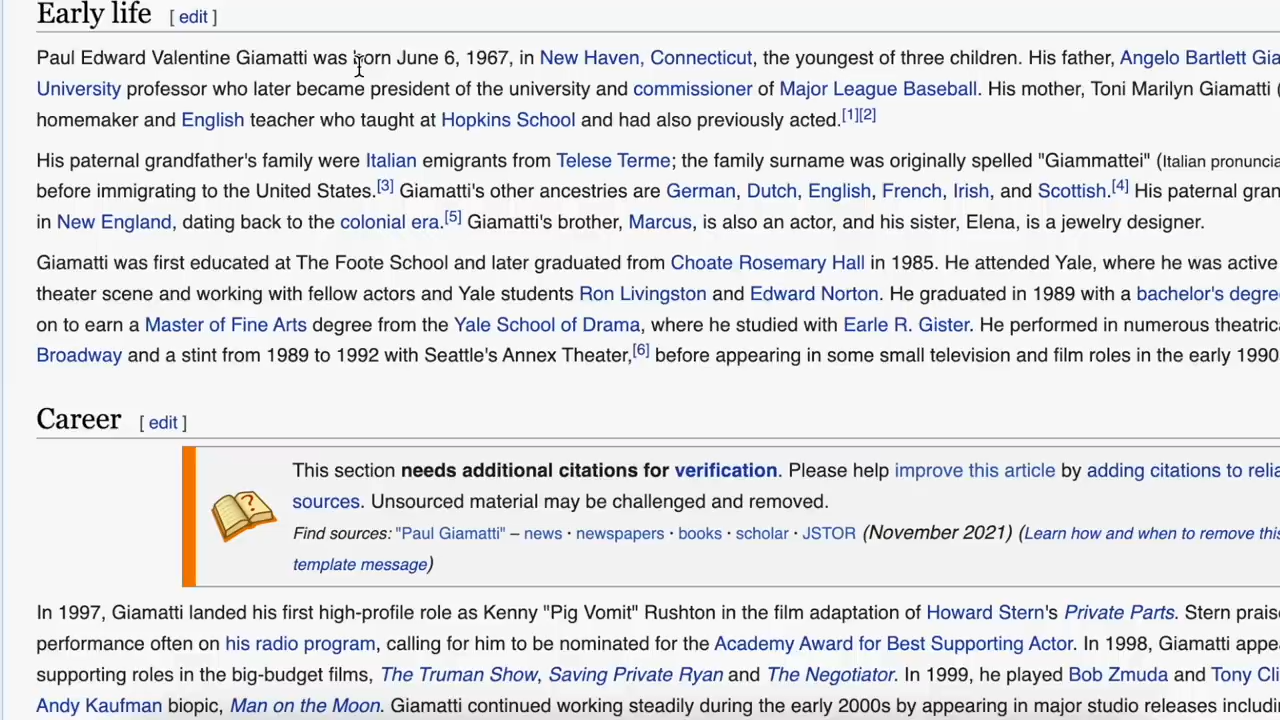 Early life [ edit ]
Paul Edward Valentine Giamatti was born June 6, 1967, in New Haven, Connecticut, the youngest of three children. His father, Angelo Bartlett Gia
University professor who later became president of the university and commissioner of Major League Baseball. His mother, Toni Marilyn Giamatti (
homemaker and English teacher who taught at Hopkins School and had also previously acted.[1][2]
His paternal grandfather's family were Italian emigrants from Telese Terme; the family surname was originally spelled "Giammattei" (Italian pronuncia
before immigrating to the United States.[3] Giamatti's other ancestries are German, Dutch, English, French, Irish, and Scottish.[4] His paternal gran
in New England, dating back to the colonial era.[5] Giamatti's brother, Marcus, is also an actor, and his sister, Elena, is a jewelry designer.
Giamatti was first educated at The Foote School and later graduated from Choate Rosemary Hall in 1985. He attended Yale, where he was active
theater scene and working with fellow actors and Yale students Ron Livingston and Edward Norton. He graduated in 1989 with a bachelor's degre
on to earn a Master of Fine Arts degree from the Yale School of Drama, where he studied with Earle R. Gister. He performed in numerous theatrica
Broadway and a stint from 1989 to 1992 with Seattle's Annex Theater,[6] before appearing in some small television and film roles in the early 1990
Career [ edit ]
This section needs additional citations for verification. Please help improve this article by adding citations to relia
sources. Unsourced material may be challenged and removed.
Find sources: "Paul Giamatti" – news · newspapers · books · scholar · JSTOR (November 2021) (Learn how and when to remove this
template message)
In 1997, Giamatti landed his first high-profile role as Kenny "Pig Vomit" Rushton in the film adaptation of Howard Stern's Private Parts. Stern prais
performance often on his radio program, calling for him to be nominated for the Academy Award for Best Supporting Actor. In 1998, Giamatti appe
supporting roles in the big-budget films, The Truman Show, Saving Private Ryan and The Negotiator. In 1999, he played Bob Zmuda and Tony Cli
Andy Kaufman biopic, Man on the Moon. Giamatti continued working steadily during the early 2000s by appearing in major studio releases includi